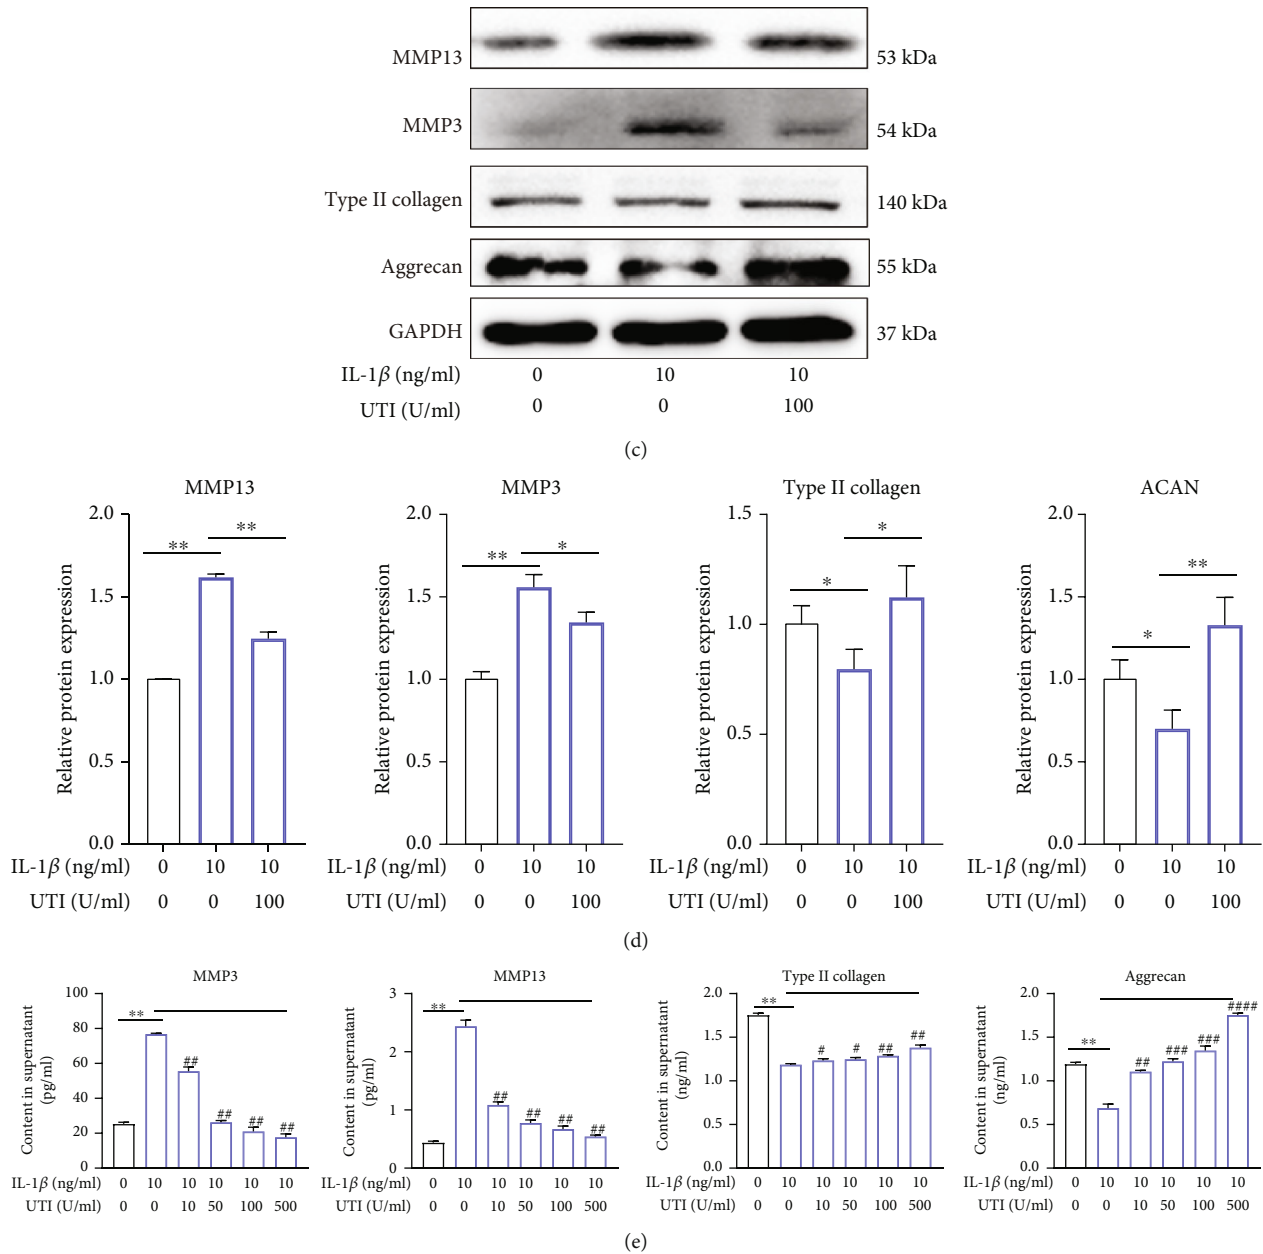 MMP13 53 kDa
MMP3 54 kDa
Type II collagen 140 kDa
Aggrecan 55 kDa
GAPDH 37 kDa
IL-1β (ng/ml) 0 10 10
UTI (U/ml) 0 0 100
(c)
MMP13
Relative protein expression
2.0
1.5
1.0
0.5
0.0
** **
IL-1β (ng/ml) 0 10 10
UTI (U/ml) 0 0 100
MMP3
Relative protein expression
2.0
1.5
1.0
0.5
0.0
** *
IL-1β (ng/ml) 0 10 10
UTI (U/ml) 0 0 100
Type II collagen
Relative protein expression
1.5
1.0
0.5
0.0
* *
IL-1β (ng/ml) 0 10 10
UTI (U/ml) 0 0 100
ACAN
Relative protein expression
2.0
1.5
1.0
0.5
0.0
* **
IL-1β (ng/ml) 0 10 10
UTI (U/ml) 0 0 100
(d)
MMP3
Content in supernatant
(pg/ml)
100
80
60
40
20
0
** ## ## ## ##
IL-1β (ng/ml) 0 10 10 10 10 10
UTI (U/ml) 0 0 10 50 100 500
MMP13
Content in supernatant
(pg/ml)
3
2
1
0
** ## ## ## ##
IL-1β (ng/ml) 0 10 10 10 10 10
UTI (U/ml) 0 0 10 50 100 500
Type II collagen
Content in supernatant
(ng/ml)
2.0
1.5
1.0
0.5
0.0
** # # ## ##
IL-1β (ng/ml) 0 10 10 10 10 10
UTI (U/ml) 0 0 10 50 100 500
Aggrecan
Content in supernatant
(ng/ml)
2.0
1.5
1.0
0.5
0.0
** ## ### ### ####
IL-1β (ng/ml) 0 10 10 10 10 10
UTI (U/ml) 0 0 10 50 100 500
(e)